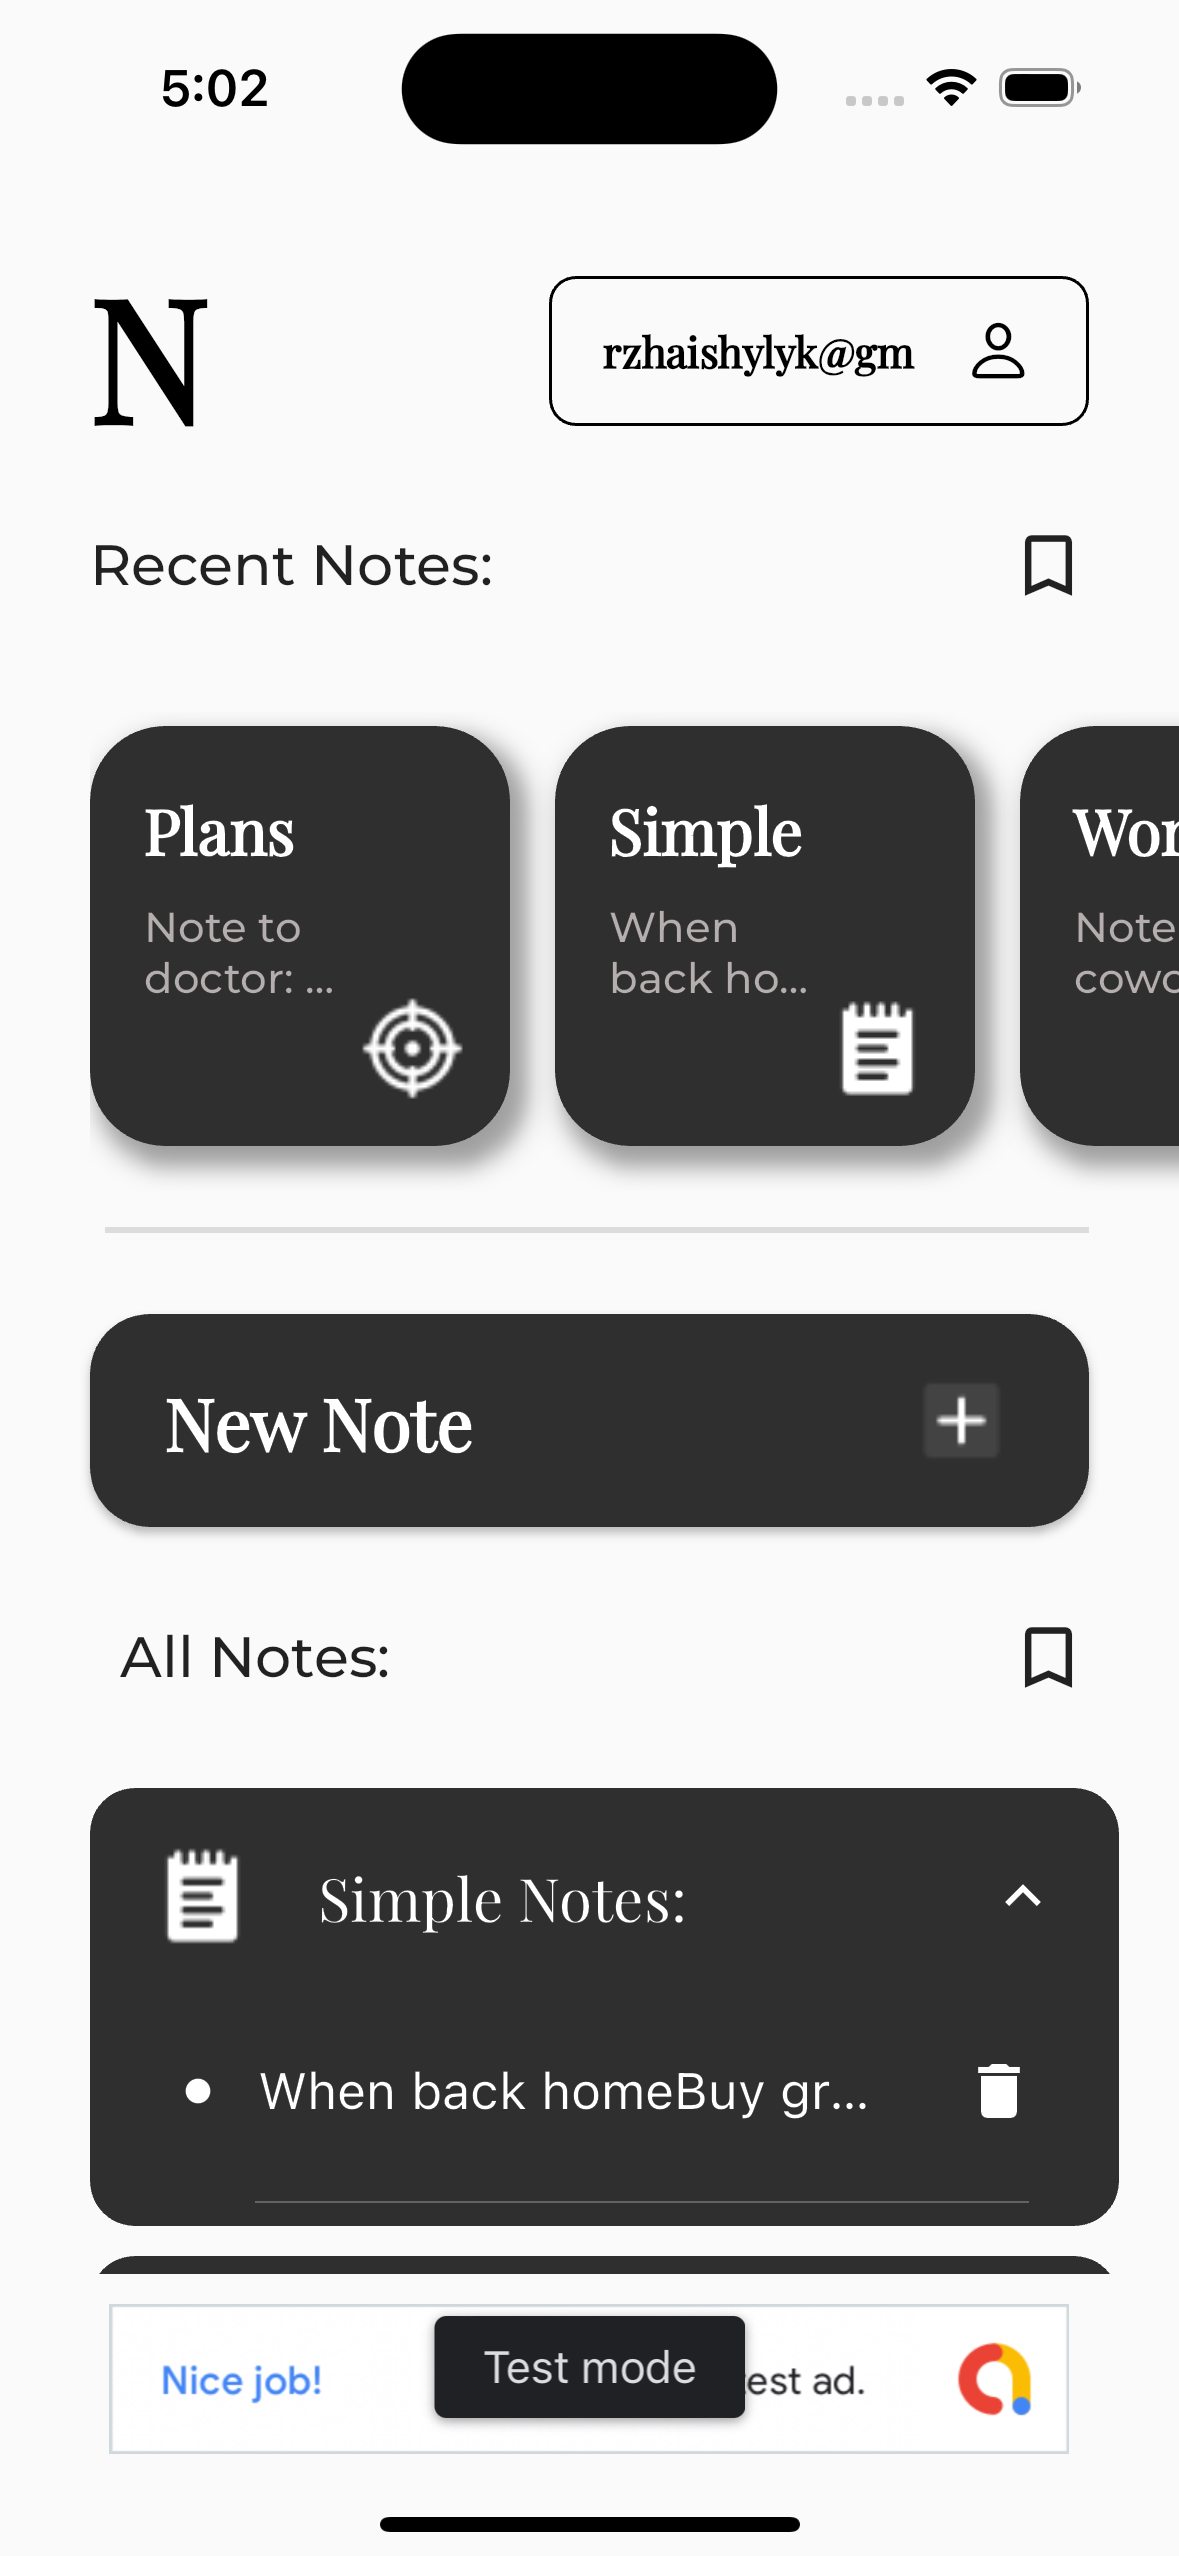 5:02
N
rzhaishylyk@gm
Recent Notes:
Plans
Note to
doctor: ...
Simple
When
back ho...
Wor
Note
cowo
New Note
All Notes:
Simple Notes:
When back homeBuy gr...
Nice job!
Test mode
est ad.